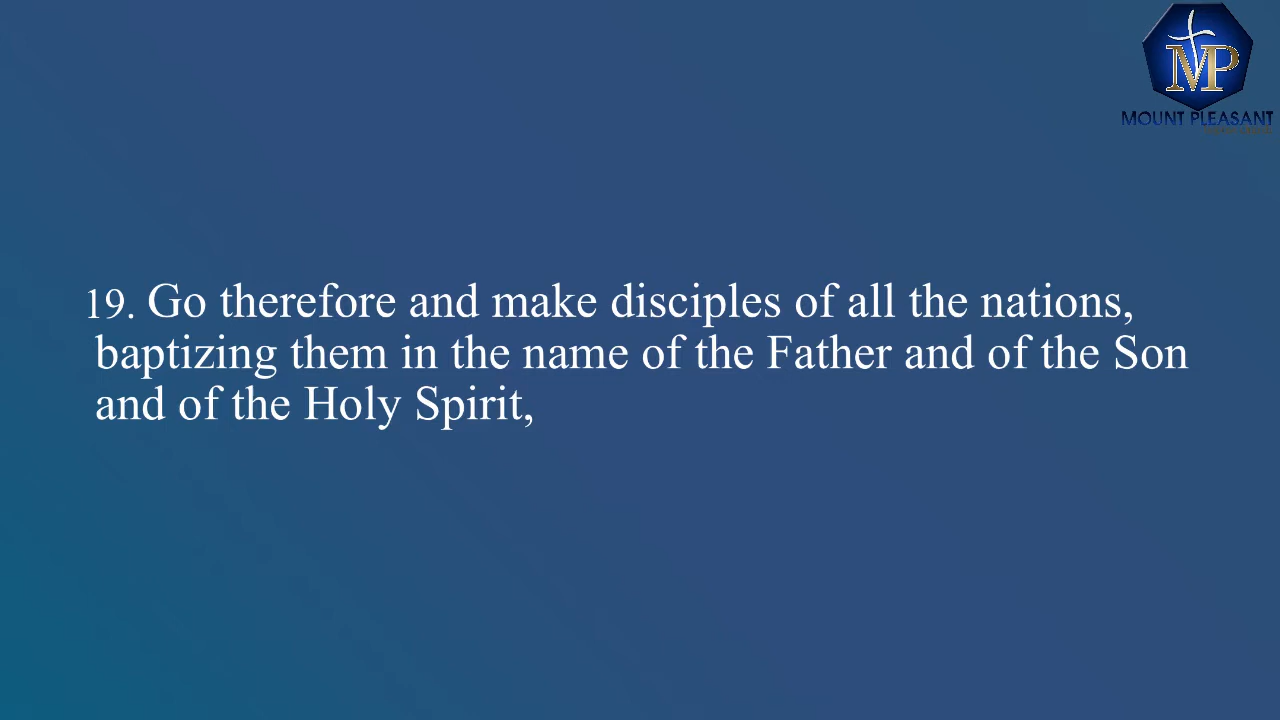 MP
MOUNT PLEASANT
19. Go therefore and make disciples of all the nations,
baptizing them in the name of the Father and of the Son
and of the Holy Spirit,